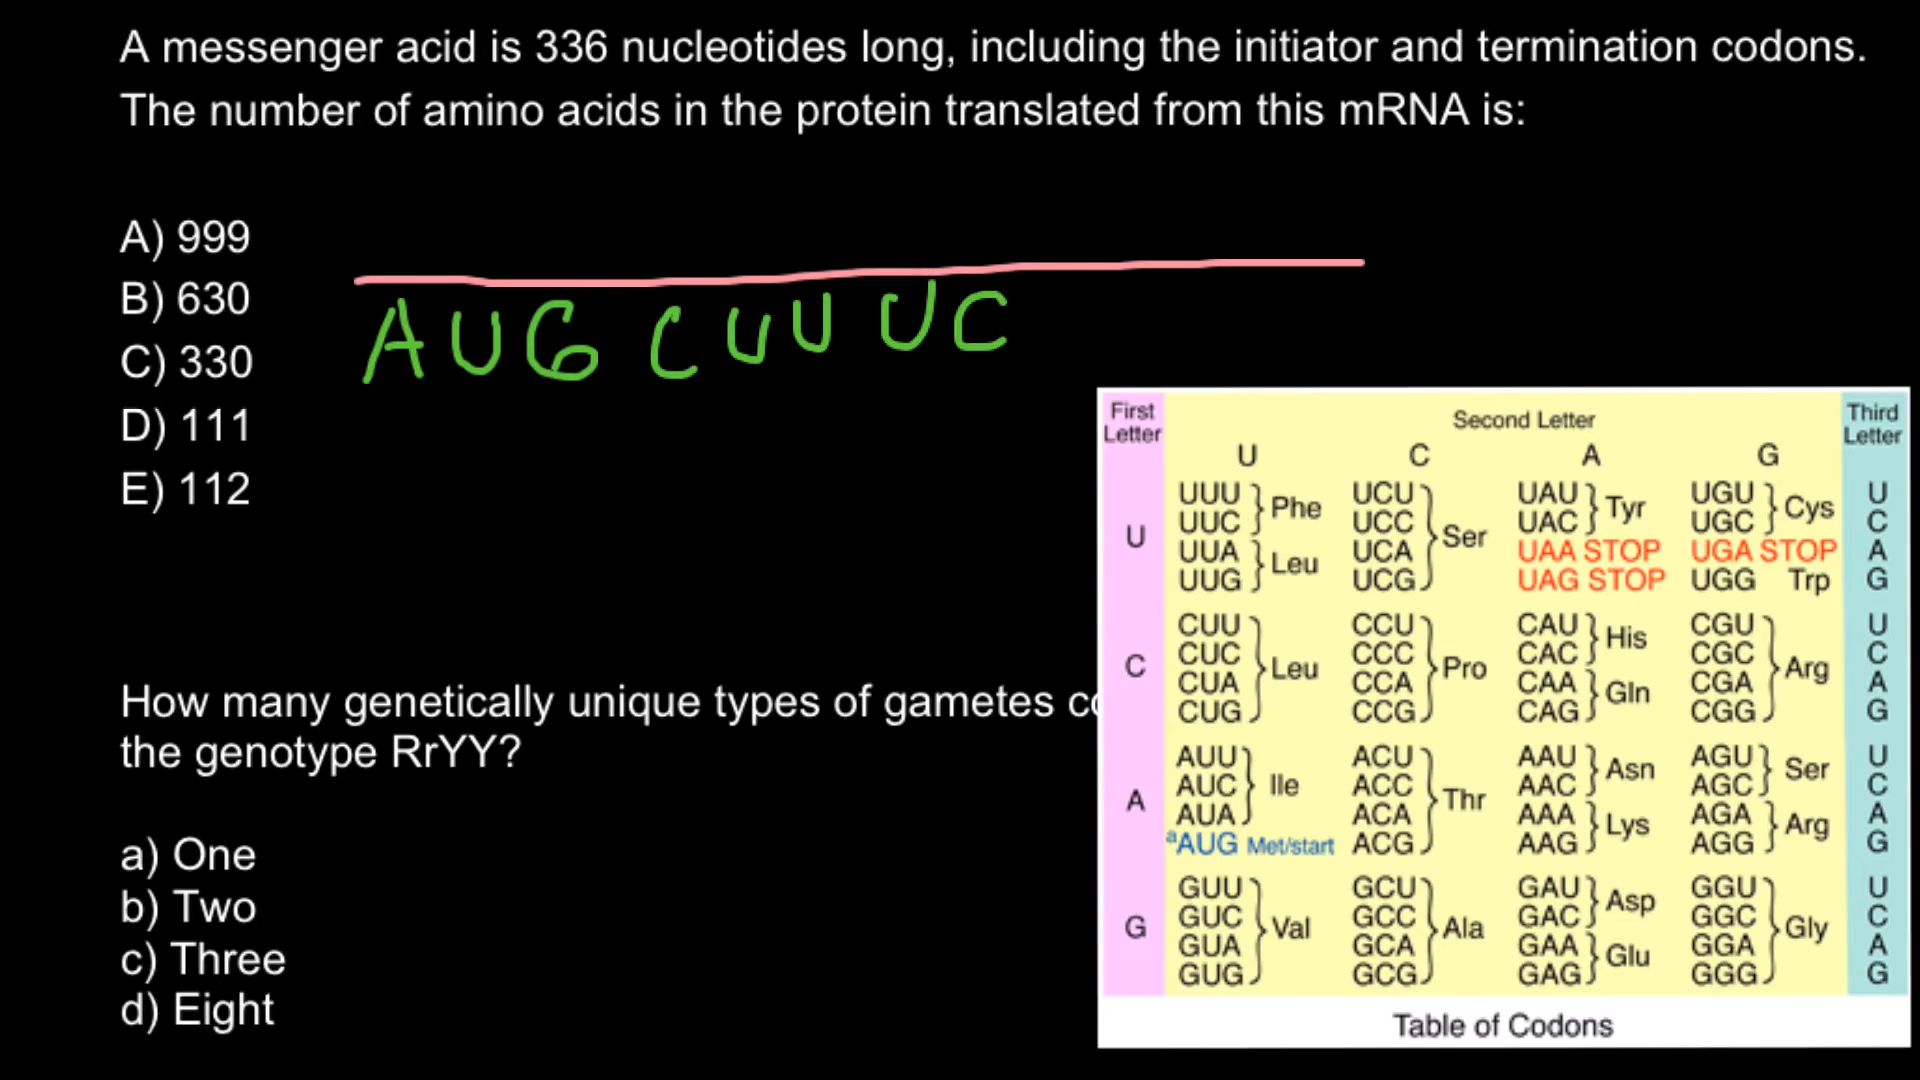 A messenger acid is 336 nucleotides long, including the initiator and termination codons.
The number of amino acids in the protein translated from this mRNA is:
A) 999
B) 630
C) 330
D) 111
E) 112
AUG CUU UC
How many genetically unique types of gametes
the genotype RrYY?
a) One
b) Two
c) Three
d) Eight
First Letter
Second Letter
Third Letter
U C A G
U
UUU
UUC
Phe
UUA
UUG
Leu
UCU
UCC
UCA
UCG
Ser
UAU
UAC
Tyr
UAA STOP
UAG STOP
UGU
UGC
Cys
UGA STOP
UGG Trp
U
C
A
G
C
CUU
CUC
CUA
CUG
Leu
CCU
CCC
CCA
CCG
Pro
CAU
CAC
His
CAA
CAG
Gln
CGU
CGC
CGA
CGG
Arg
U
C
A
G
A
AUU
AUC
AUA
Ile
aAUG Met/start
ACU
ACC
ACA
ACG
Thr
AAU
AAC
Asn
AAA
AAG
Lys
AGU
AGC
Ser
AGA
AGG
Arg
U
C
A
G
G
GUU
GUC
GUA
GUG
Val
GCU
GCC
GCA
GCG
Ala
GAU
GAC
Asp
GAA
GAG
Glu
GGU
GGC
GGA
GGG
Gly
U
C
A
G
Table of Codons